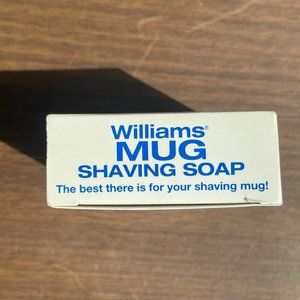 Williams®
MUG
SHAVING SOAP
The best there is for your shaving mug!